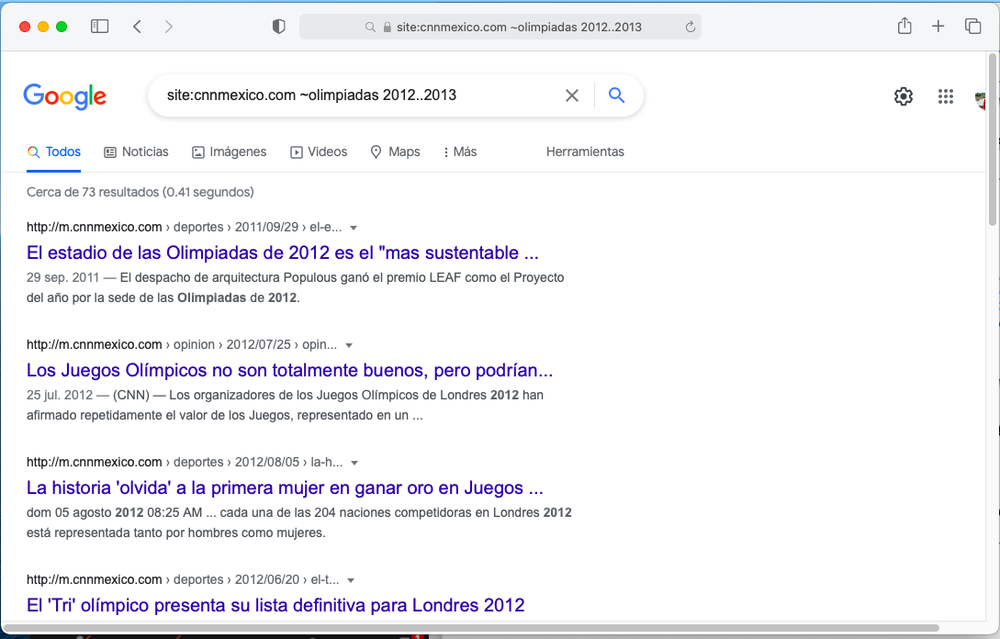 site:cnnmexico.com ~olimpiadas 2012..2013
Google
site:cnnmexico.com ~olimpiadas 2012..2013
Todos Noticias Imágenes Videos Maps Más Herramientas
Cerca de 73 resultados (0.41 segundos)
http://m.cnnmexico.com › deportes › 2011/09/29 › el-e...
El estadio de las Olimpiadas de 2012 es el "mas sustentable ...
29 sep. 2011 — El despacho de arquitectura Populous ganó el premio LEAF como el Proyecto
del año por la sede de las Olimpiadas de 2012.
http://m.cnnmexico.com › opinion › 2012/07/25 › opin...
Los Juegos Olímpicos no son totalmente buenos, pero podrían...
25 jul. 2012 — (CNN) — Los organizadores de los Juegos Olímpicos de Londres 2012 han
afirmado repetidamente el valor de los Juegos, representado en un ...
http://m.cnnmexico.com › deportes › 2012/08/05 › la-h...
La historia 'olvida' a la primera mujer en ganar oro en Juegos ...
dom 05 agosto 2012 08:25 AM ... cada una de las 204 naciones competidoras en Londres 2012
está representada tanto por hombres como mujeres.
http://m.cnnmexico.com › deportes › 2012/06/20 › el-t...
El 'Tri' olímpico presenta su lista definitiva para Londres 2012